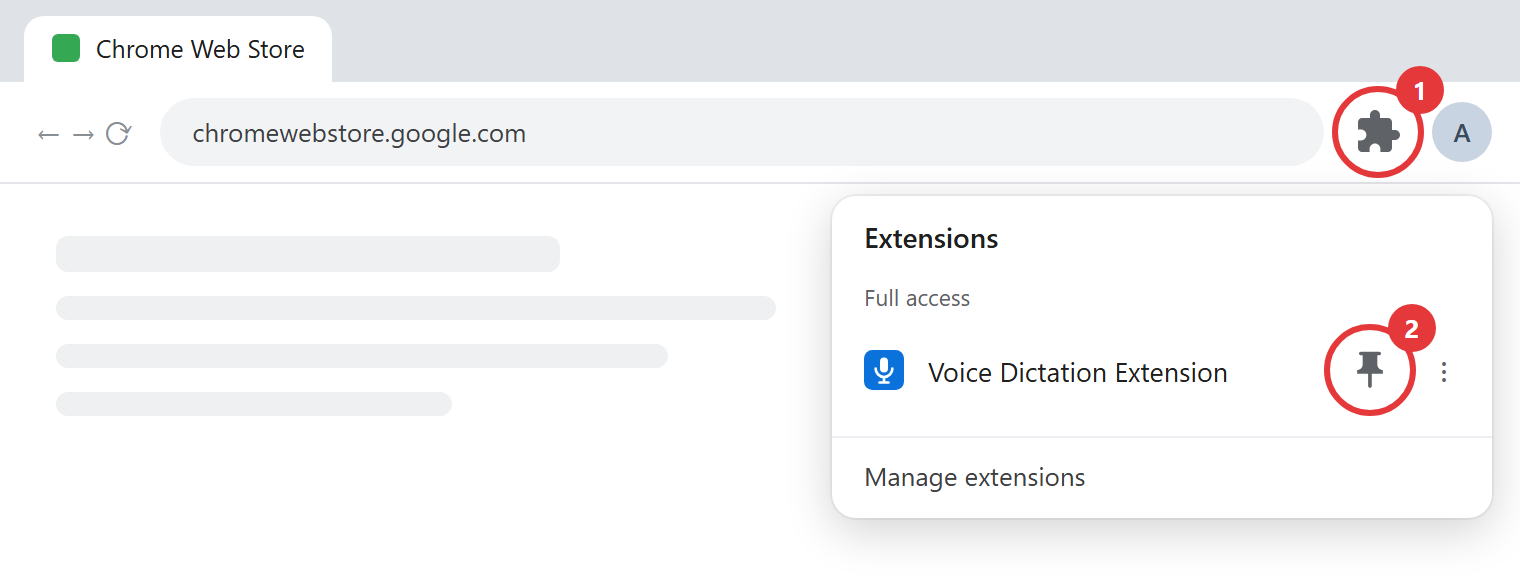 Chrome Web Store
chromewebstore.google.com
1
A
Extensions
Full access
Voice Dictation Extension
2
Manage extensions